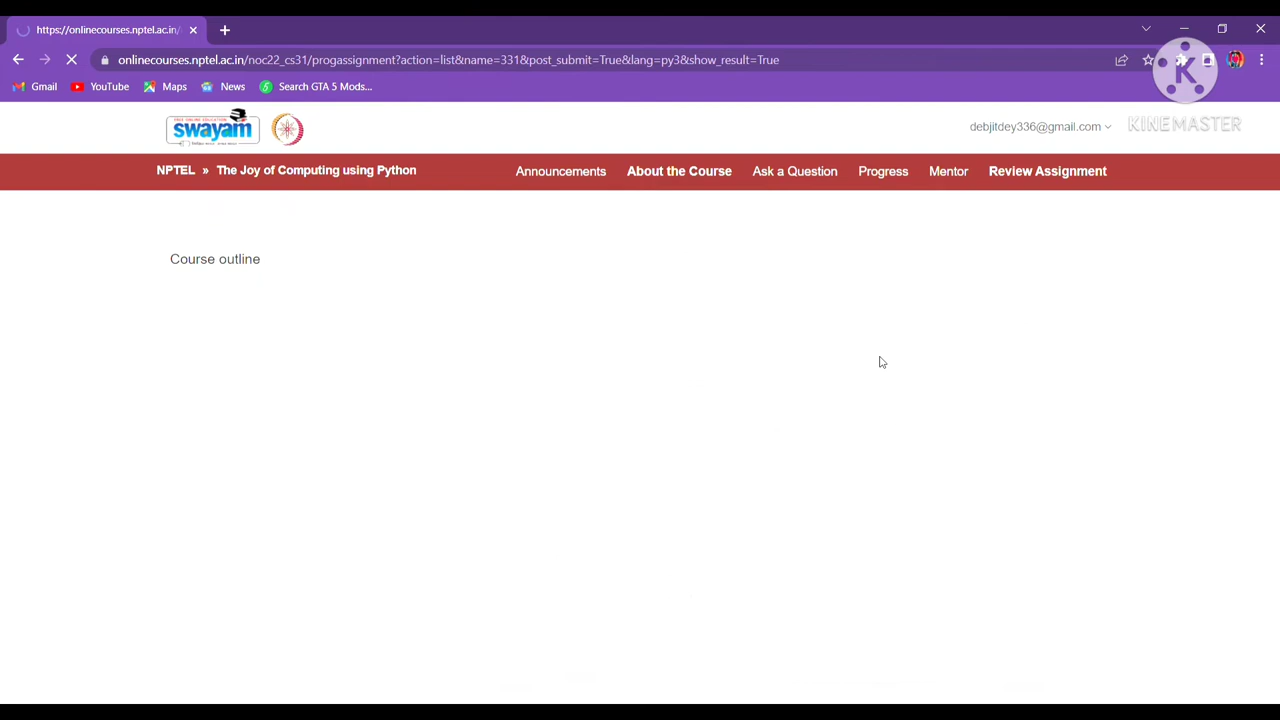 https://onlinecourses.nptel.ac.in/
onlinecourses.nptel.ac.in/noc22_cs31/progassignment?action=list&name=331&post_submit=True&lang=py3&show_result=True
Gmail YouTube Maps News Search GTA 5 Mods...
swayam debjitdey336@gmail.com KINEMASTER
K
NPTEL » The Joy of Computing using Python Announcements About the Course Ask a Question Progress Mentor Review Assignment
Course outline